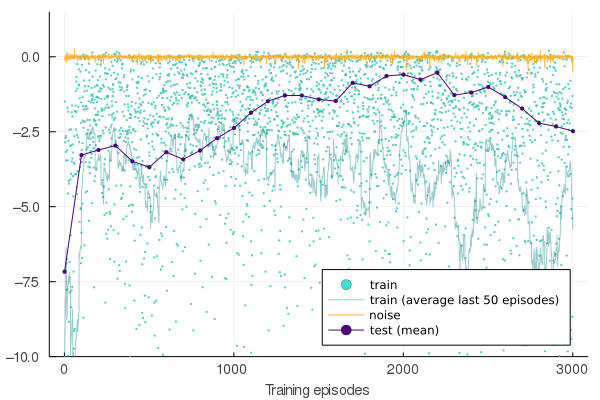 0.0
−2.5
−5.0
−7.5
−10.0
train
train (average last 50 episodes)
noise
test (mean)
0
1000
2000
3000
Training episodes